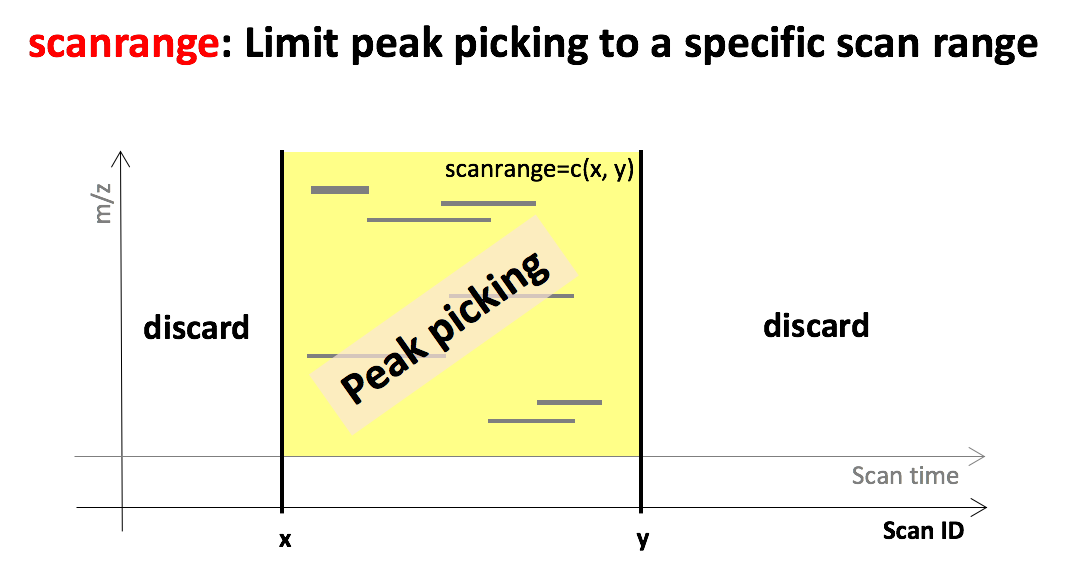 scanrange: Limit peak picking to a specific scan range
scanrange=c(x, y)
m/z
discard
Peak picking
discard
Scan time
Scan ID
x
y